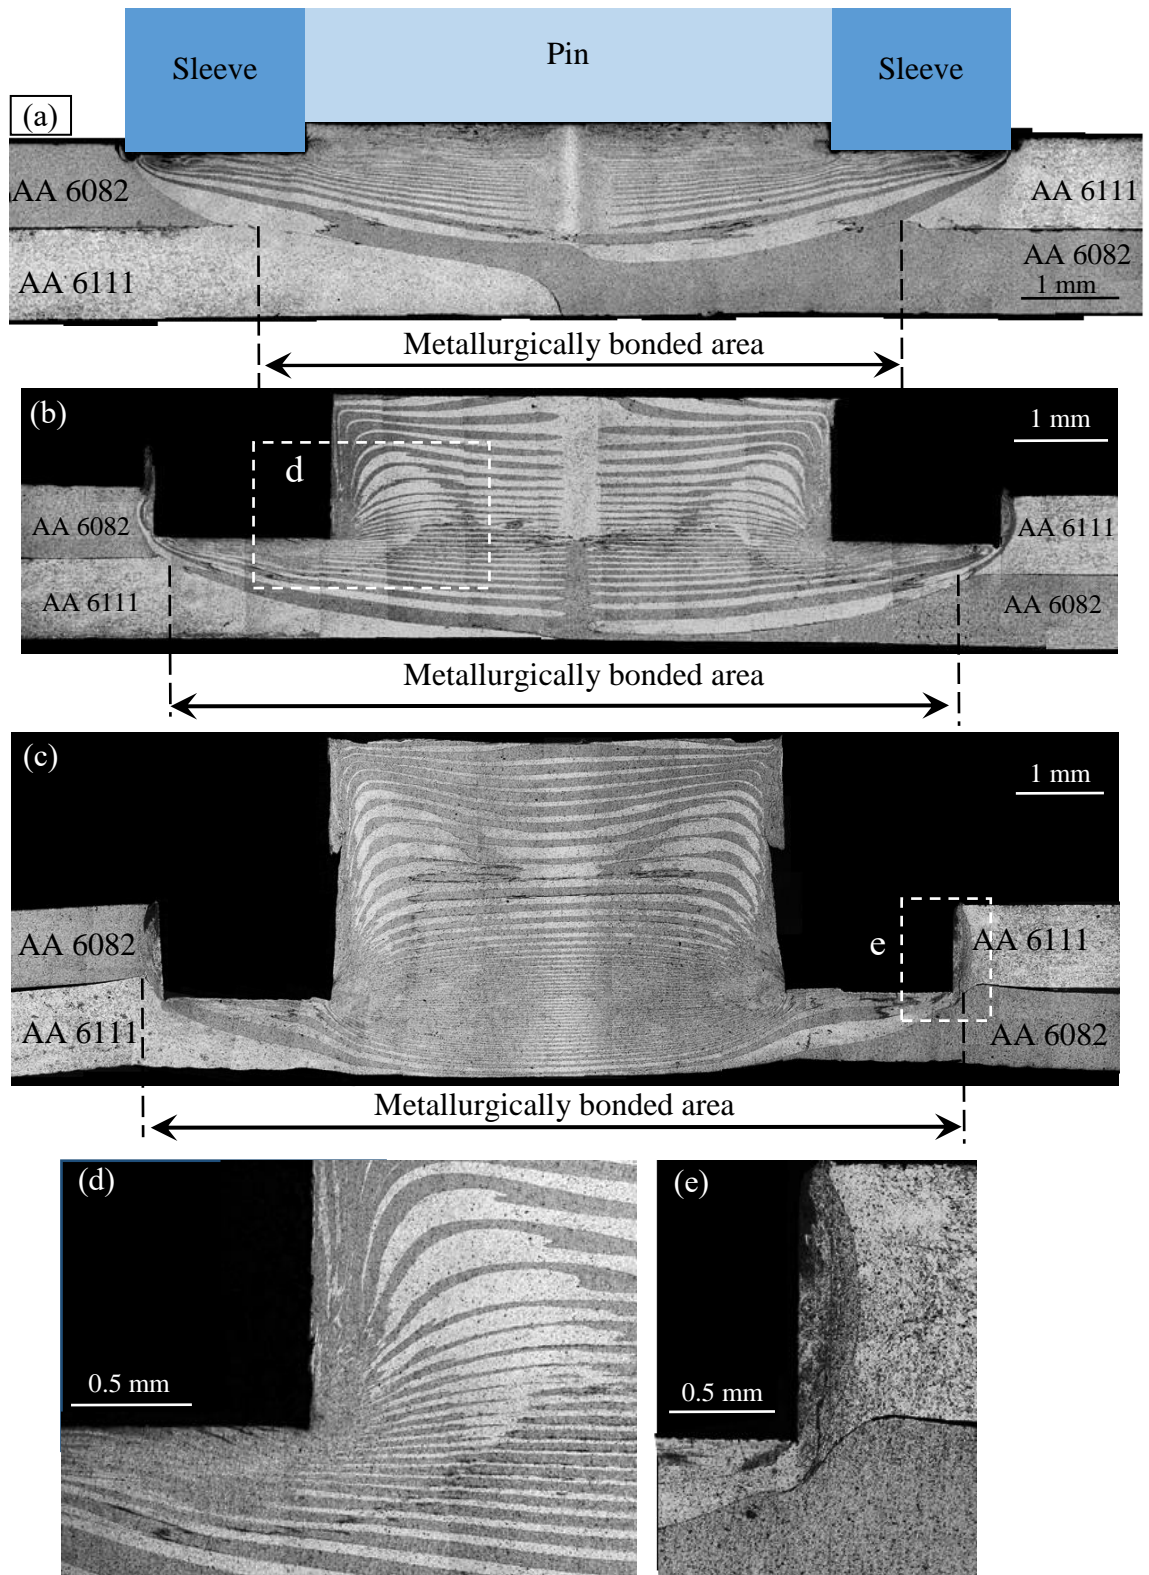 Sleeve
Pin
Sleeve
(a)
AA 6082
AA 6111
AA 6111
AA 6082
1 mm
Metallurgically bonded area
(b)
1 mm
d
AA 6082
AA 6111
AA 6111
AA 6082
Metallurgically bonded area
(c)
1 mm
AA 6082
e
AA 6111
AA 6111
AA 6082
Metallurgically bonded area
(d)
(e)
0.5 mm
0.5 mm